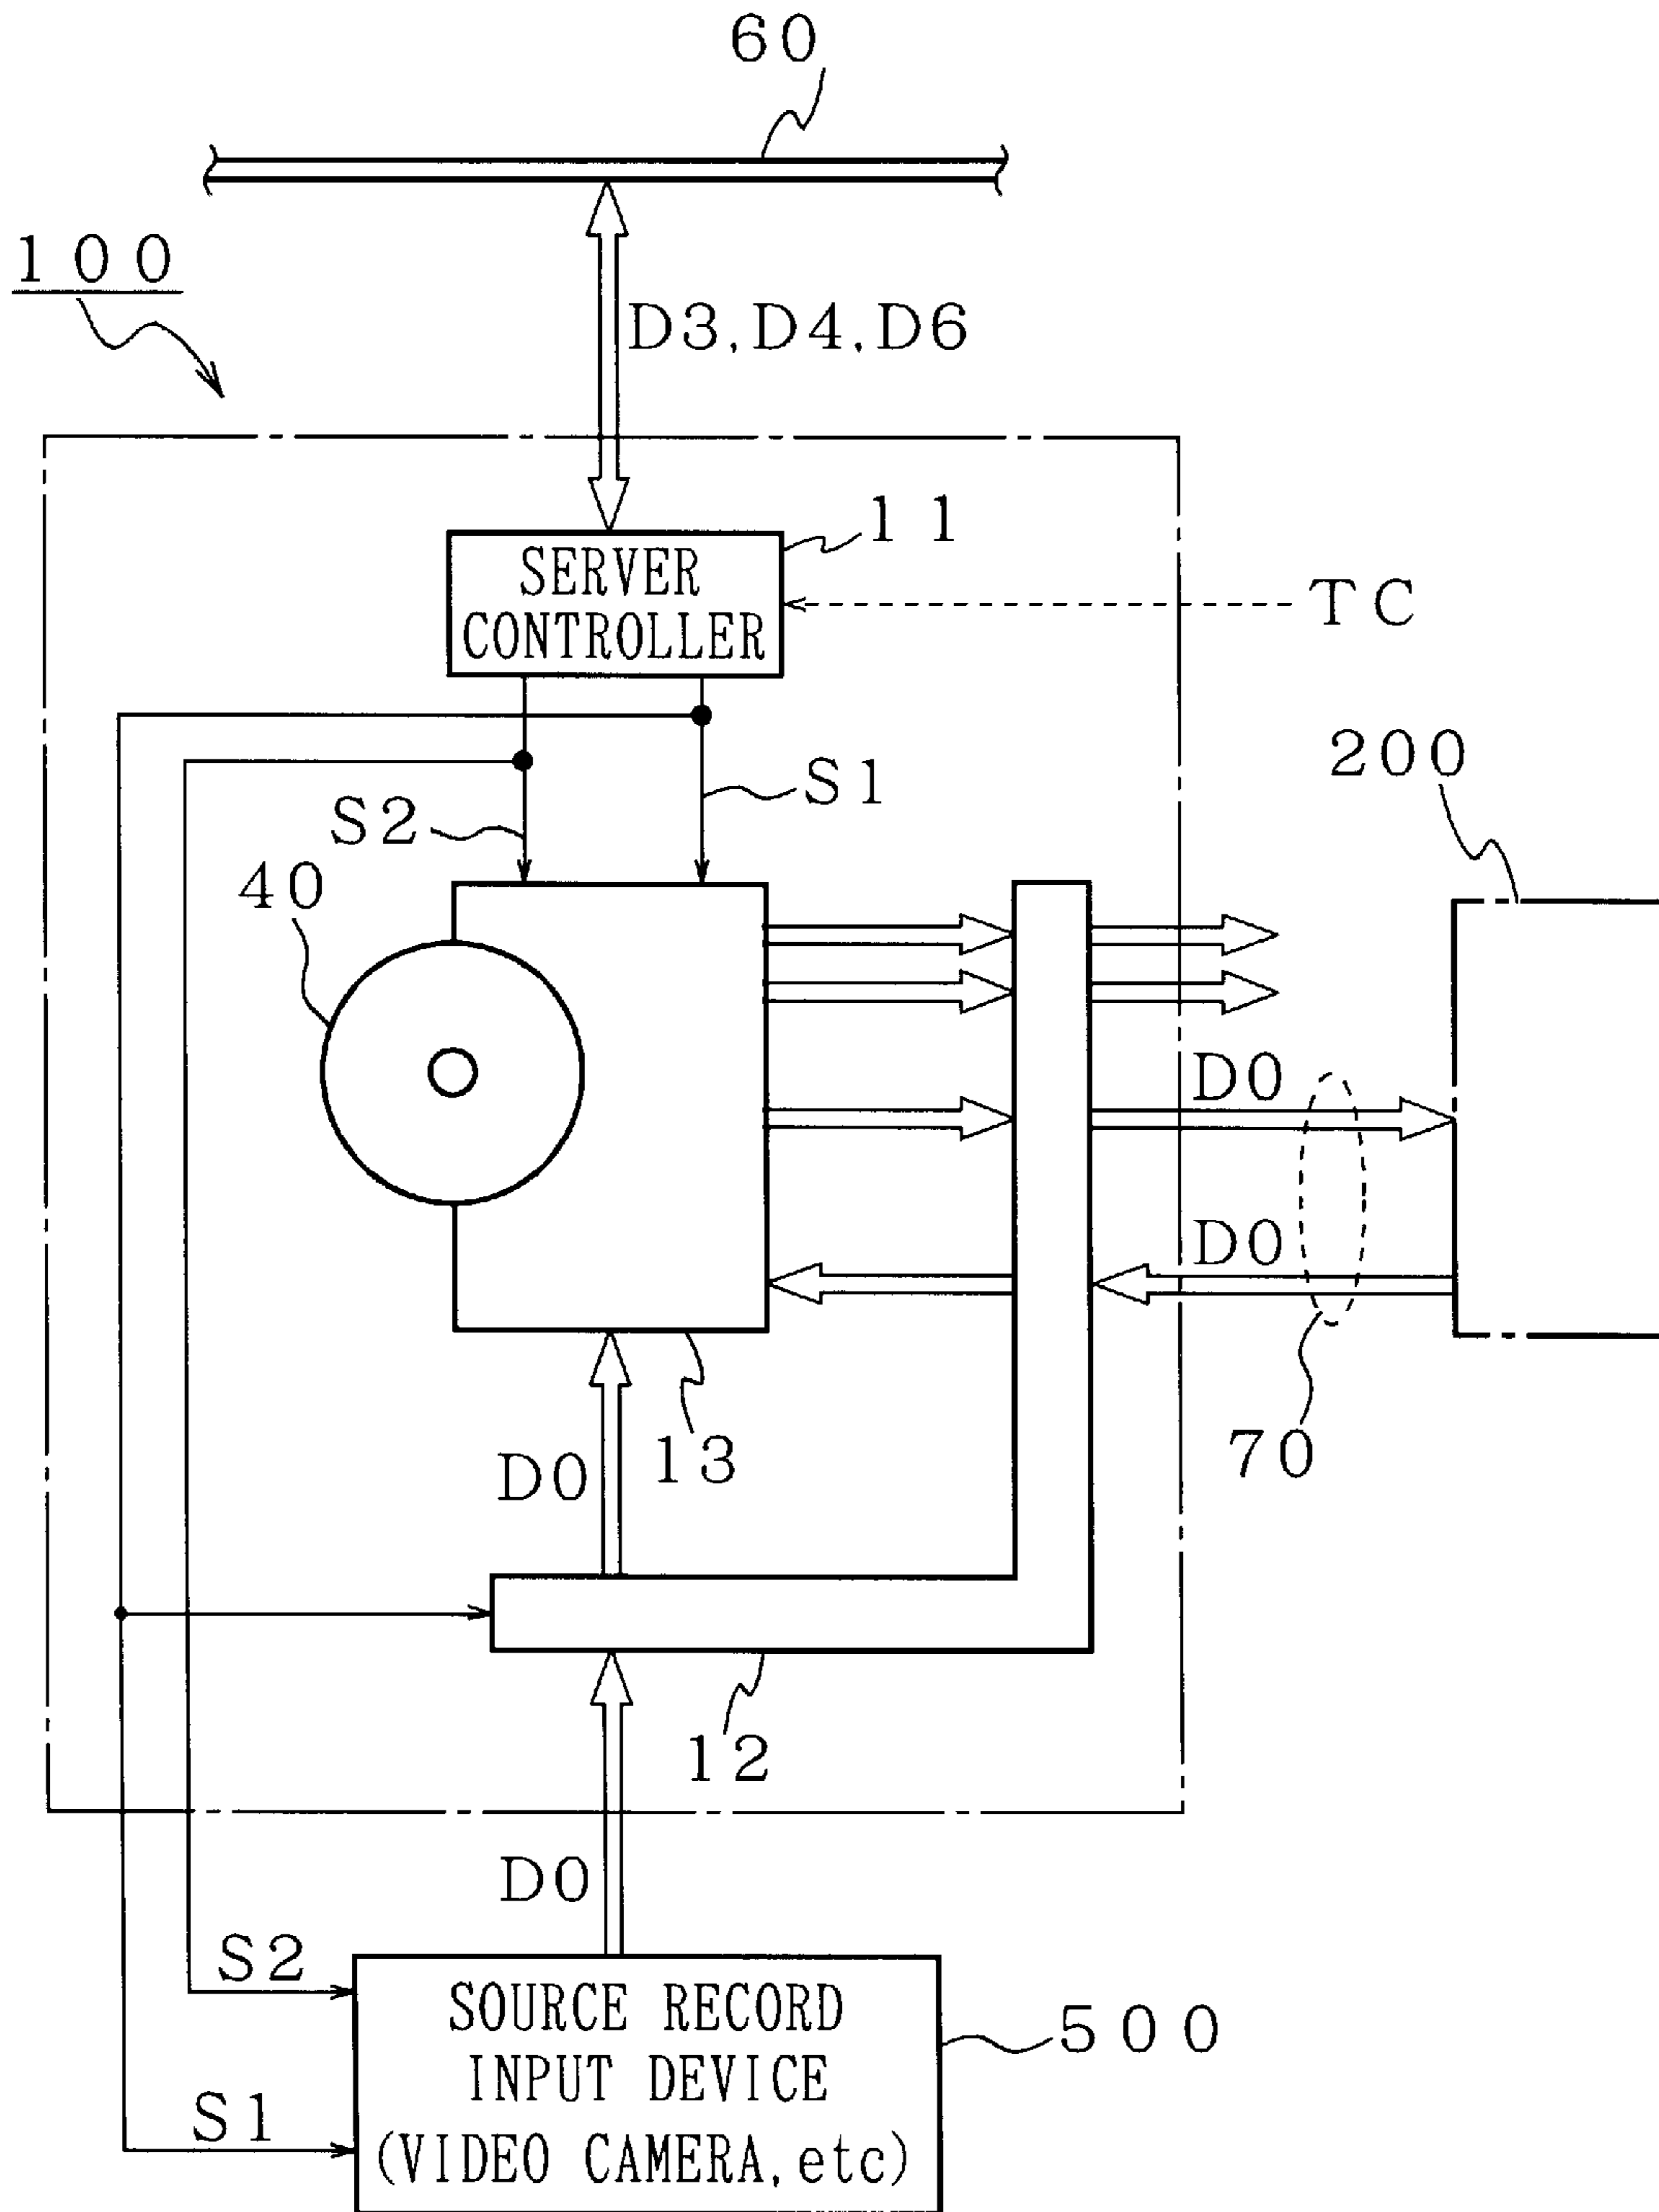 60
100
D3,D4,D6
11
SERVER
CONTROLLER
TC
200
S1
S2
40
D0
D0
70
13
D0
12
D0
S2
SOURCE RECORD
INPUT DEVICE
(VIDEO CAMERA,etc)
500
S1